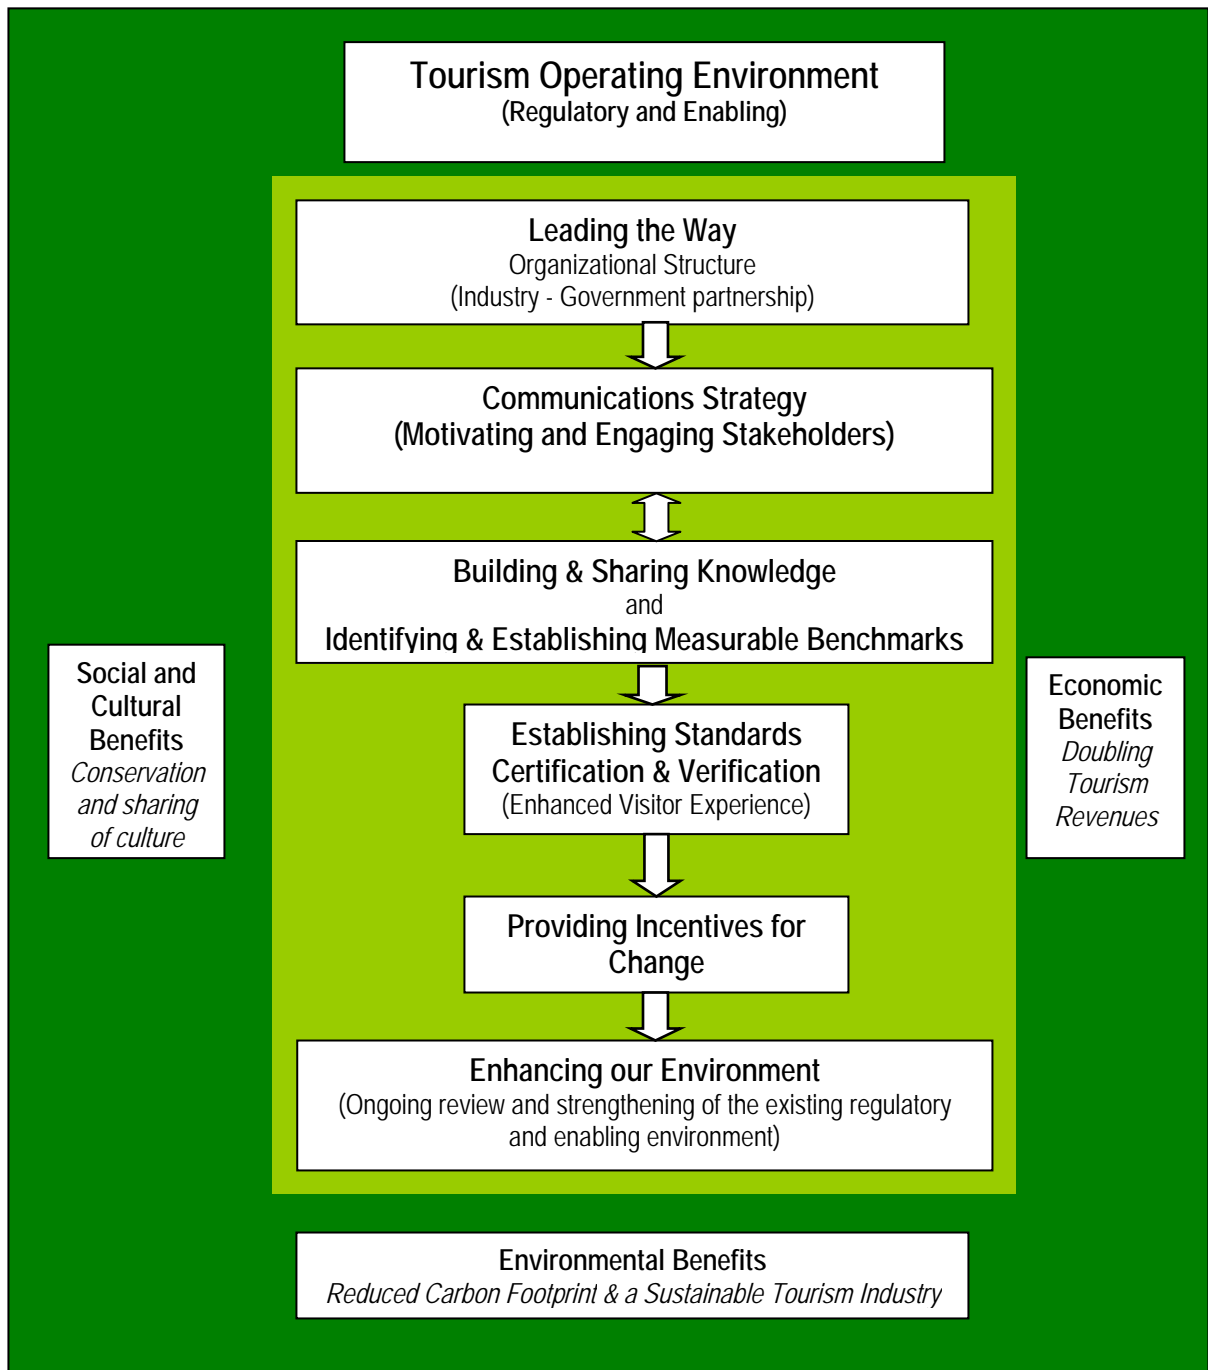 Tourism Operating Environment
(Regulatory and Enabling)
Leading the Way
Organizational Structure
(Industry - Government partnership)
Communications Strategy
(Motivating and Engaging Stakeholders)
Building & Sharing Knowledge
and
Identifying & Establishing Measurable Benchmarks
Social and
Cultural
Benefits
Conservation
and sharing
of culture
Establishing Standards
Certification & Verification
(Enhanced Visitor Experience)
Economic
Benefits
Doubling
Tourism
Revenues
Providing Incentives for
Change
Enhancing our Environment
(Ongoing review and strengthening of the existing regulatory
and enabling environment)
Environmental Benefits
Reduced Carbon Footprint & a Sustainable Tourism Industry